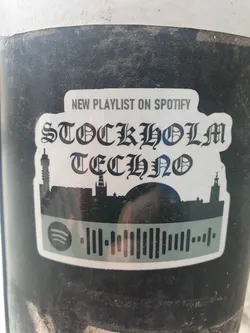 NEW PLAYLIST ON SPOTIFY
STOCKHOLM
TECHNO